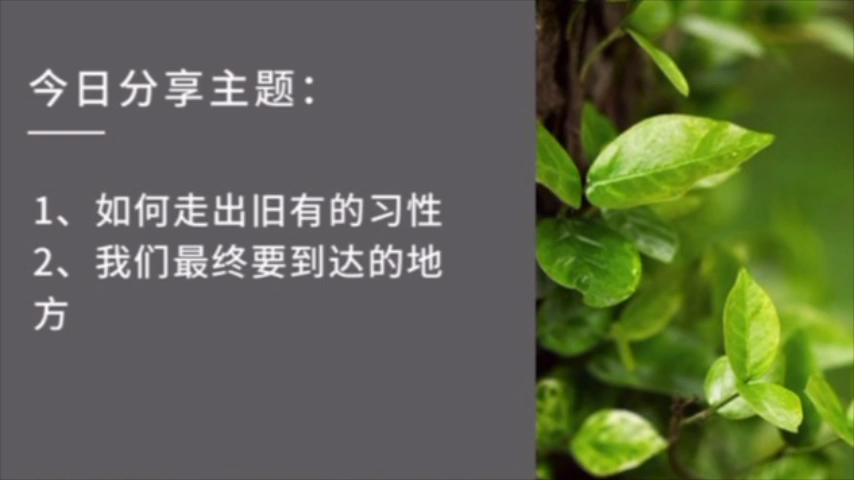 今日分享主题：
1、如何走出旧有的习性
2、我们最终要到达的地
方